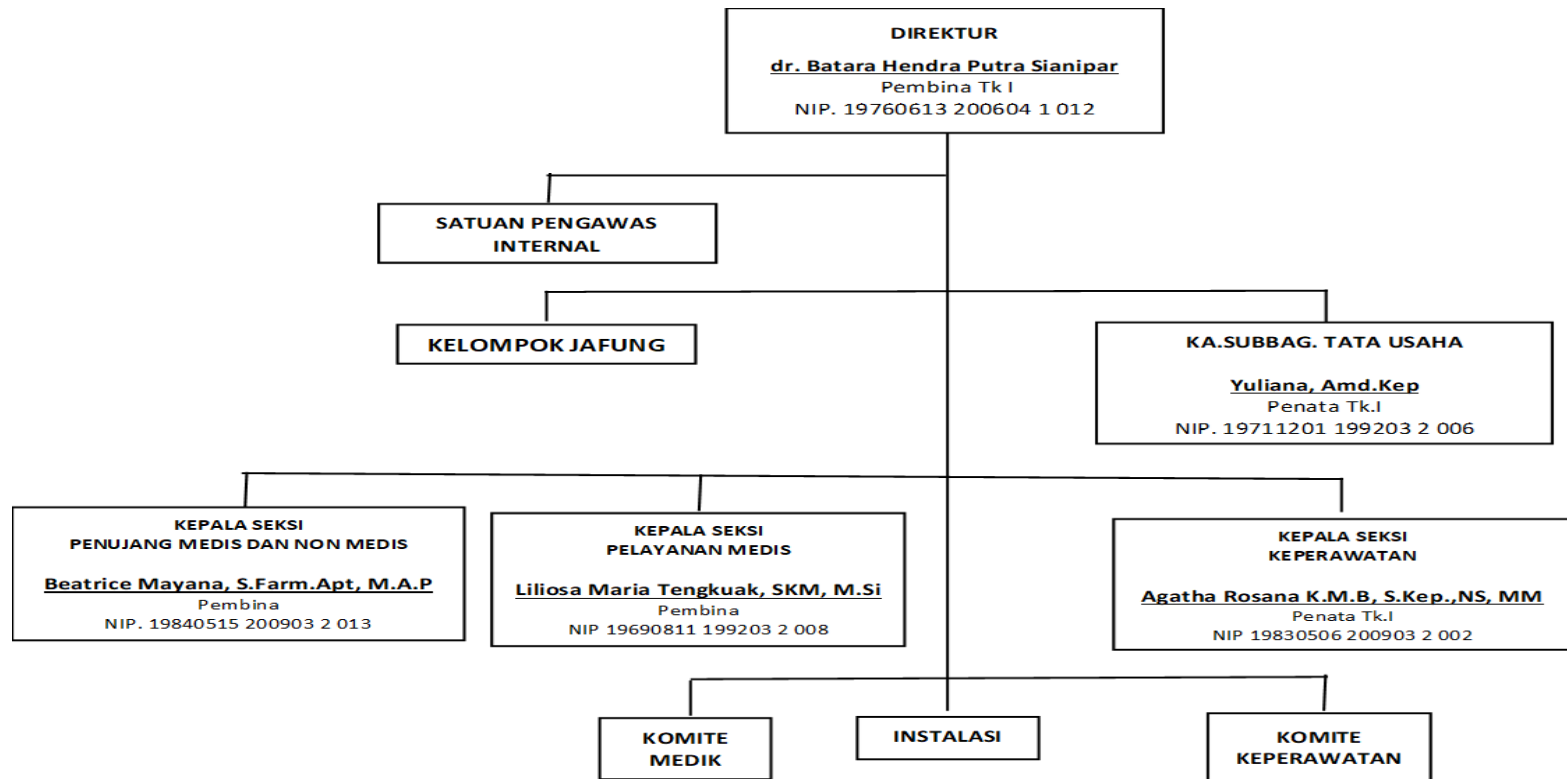 DIREKTUR
dr. Batara Hendra Putra Sianipar
Pembina Tk I
NIP. 19760613 200604 1 012
SATUAN PENGAWAS
INTERNAL
KELOMPOK JAFUNG
KA.SUBBAG. TATA USAHA
Yuliana, Amd.Kep
Penata Tk.I
NIP. 19711201 199203 2 006
KEPALA SEKSI
PENUJANG MEDIS DAN NON MEDIS
Beatrice Mayana, S.Farm.Apt, M.A.P
Pembina
NIP. 19840515 200903 2 013
KEPALA SEKSI
PELAYANAN MEDIS
Liliosa Maria Tengkuak, SKM, M.Si
Pembina
NIP 19690811 199203 2 008
KEPALA SEKSI
KEPERAWATAN
Agatha Rosana K.M.B, S.Kep.,NS, MM
Penata Tk.I
NIP 19830506 200903 2 002
KOMITE
MEDIK
INSTALASI
KOMITE
KEPERAWATAN